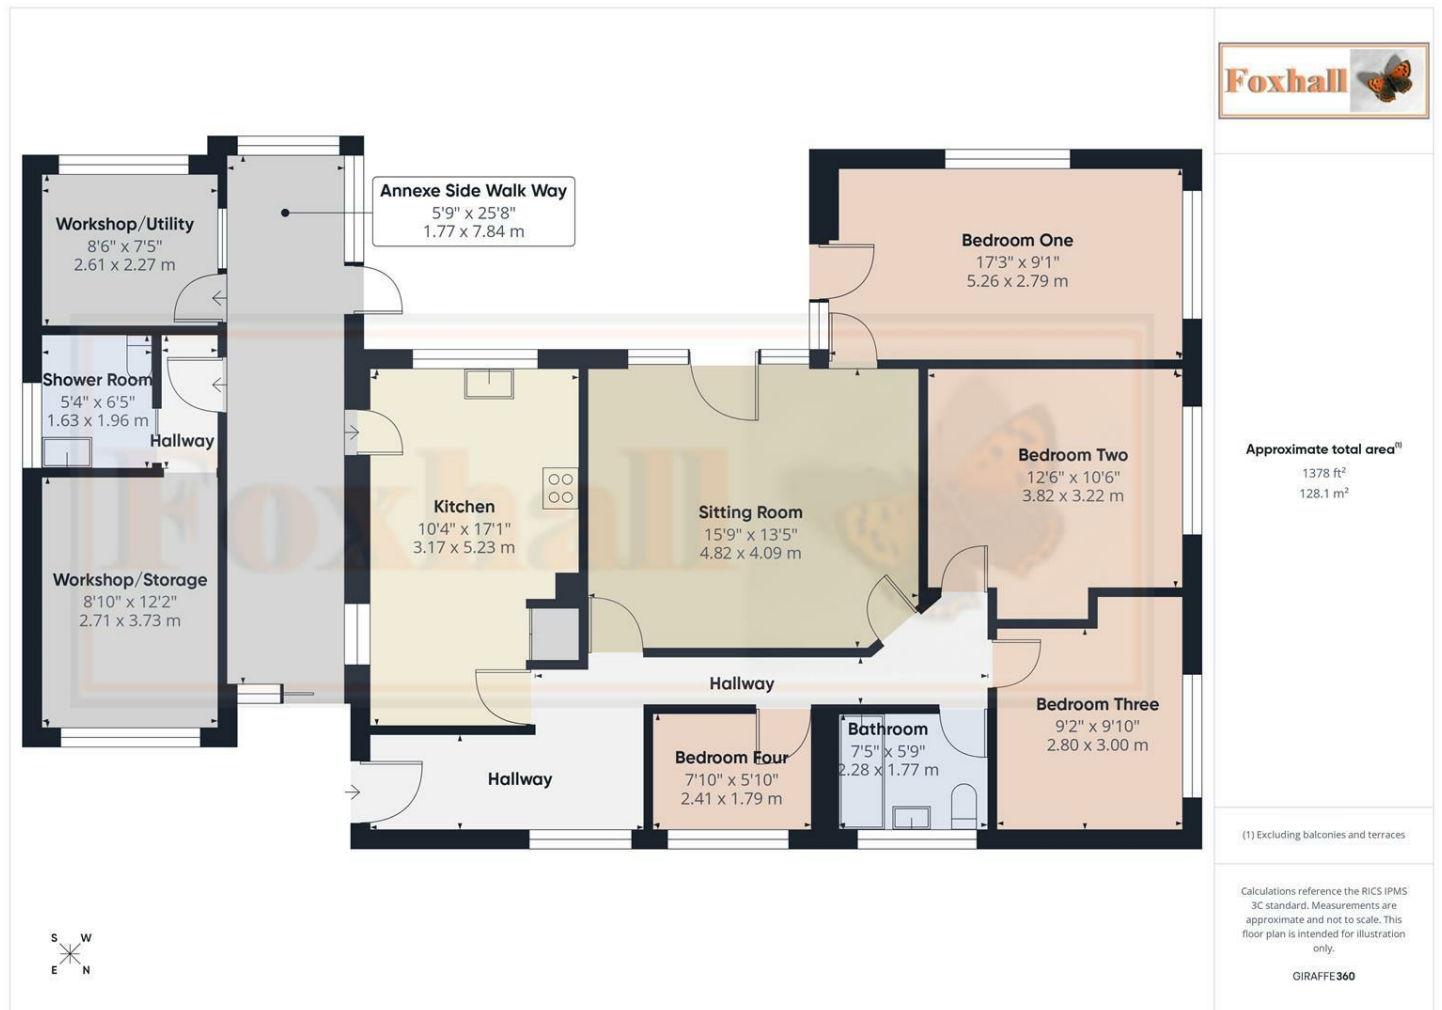 Foxhall
Annexe Side Walk Way
5'9" x 25'8"
1.77 x 7.84 m
Workshop/Utility
8'6" x 7'5"
2.61 x 2.27 m
Bedroom One
17'3" x 9'1"
5.26 x 2.79 m
Shower Room
5'4" x 6'5"
1.63 x 1.96 m
Hallway
Bedroom Two
12'6" x 10'6"
3.82 x 3.22 m
Kitchen
10'4" x 17'1"
3.17 x 5.23 m
Sitting Room
15'9" x 13'5"
4.82 x 4.09 m
Foxhall
Workshop/Storage
8'10" x 12'2"
2.71 x 3.73 m
Hallway
Bedroom Three
9'2" x 9'10"
2.80 x 3.00 m
Bathroom
7'5" x 5'9"
2.28 x 1.77 m
Bedroom Four
7'10" x 5'10"
2.41 x 1.79 m
Hallway
S W
E N
Approximate total area(1)
1378 ft²
128.1 m²
(1) Excluding balconies and terraces
Calculations reference the RICS IPMS
3C standard. Measurements are
approximate and not to scale. This
floor plan is intended for illustration
only.
GIRAFFE360